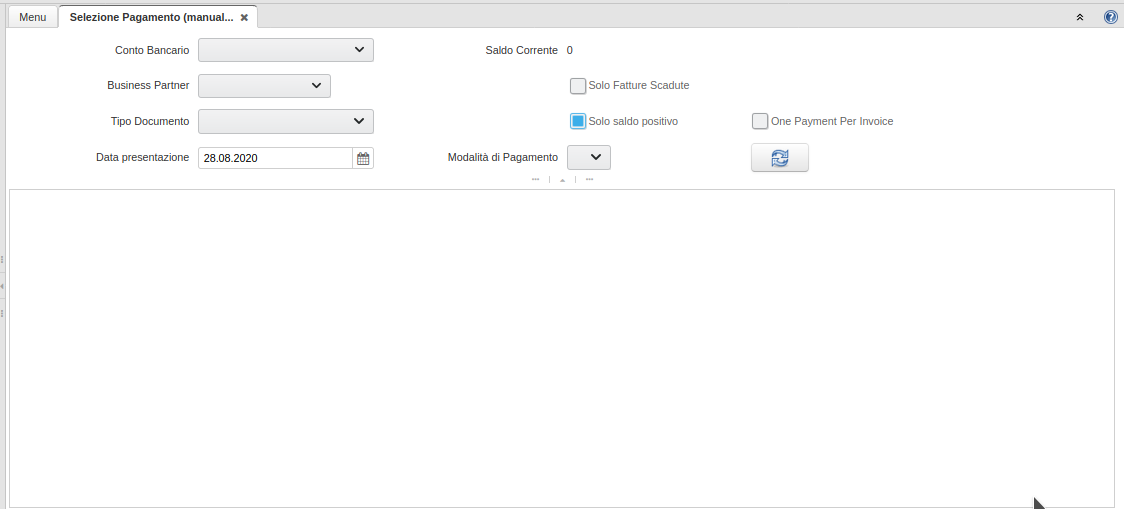 Menu
Selezione Pagamento (manual...
Conto Bancario
Saldo Corrente 0
Business Partner
Solo Fatture Scadute
Tipo Documento
Solo saldo positivo
One Payment Per Invoice
Data presentazione 28.08.2020
Modalità di Pagamento